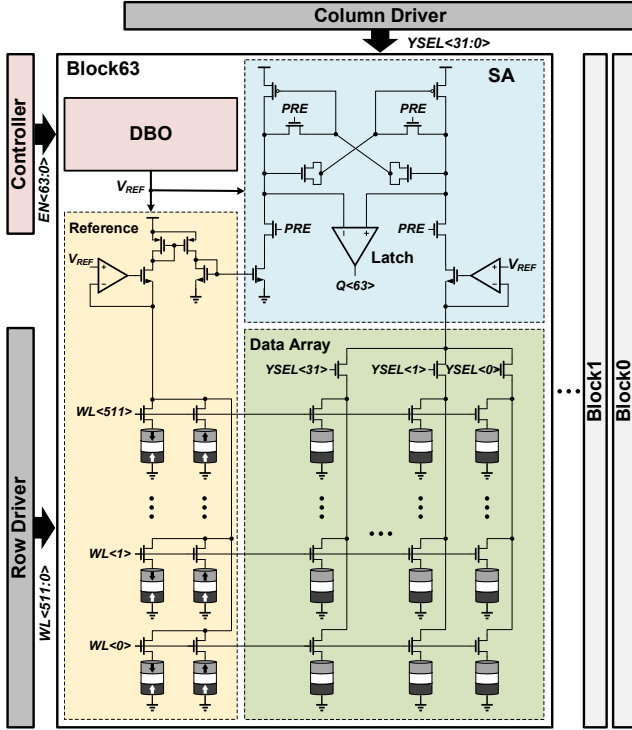 Column Driver
YSEL<31:0>
Block63
SA
Controller
EN<63:0>
DBO
PRE
PRE
VREF
Reference
PRE
PRE
VREF
Latch
VREF
Q<63>
Data Array
YSEL<31>
YSEL<1>
YSEL<0>
Block1
Block0
WL<511>
Row Driver
WL<511:0>
WL<1>
WL<0>